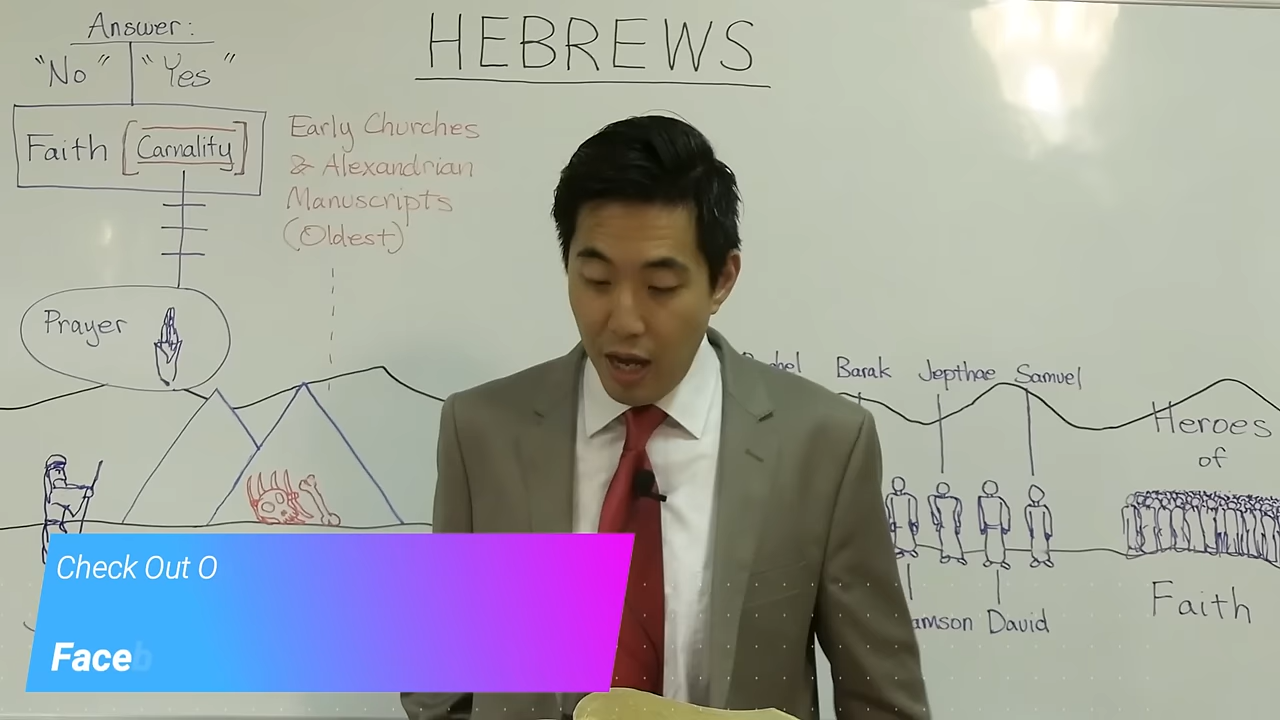 Answer:
"No" "Yes"
Faith [Carnality]
HEBREWS
Early Churches
& Alexandrian
Manuscripts
(Oldest)
Prayer
Barak Jepthae Samuel
Heroes
of
Faith
David
Check Out O
Face